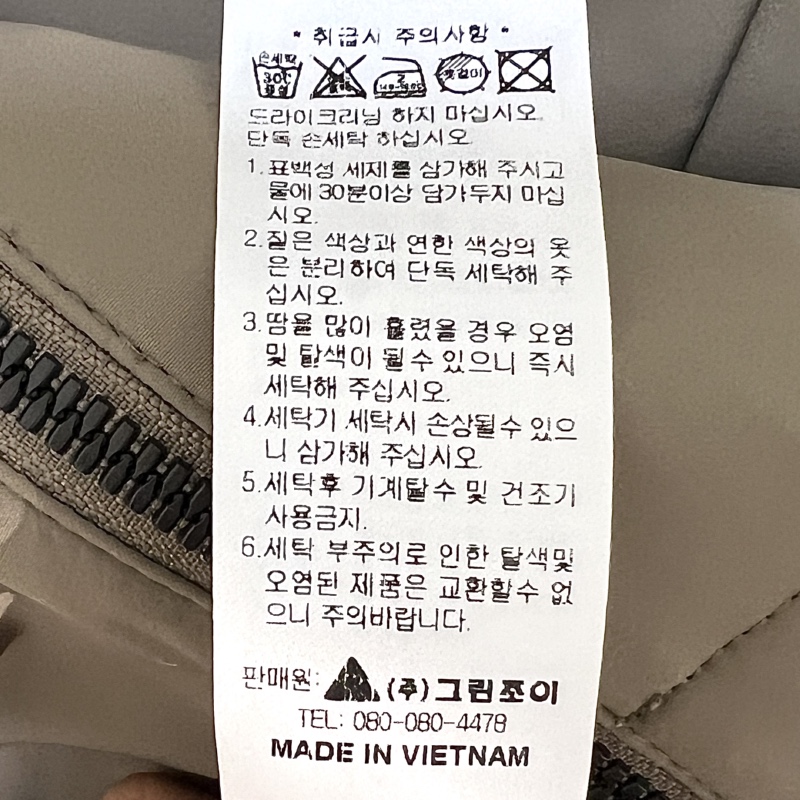 * 취급시 주의사항 *
손세탁
30℃
중성
옷걸이
드라이크리닝 하지 마십시오.
단독 손세탁 하십시오.
1. 표백성 세제를 삼가해 주시고
물에 30분이상 담가두지 마십
시오.
2. 짙은 색상과 연한 색상의 옷
은 분리하여 단독 세탁해 주
십시오.
3. 땀을 많이 흘렸을 경우 오염
및 탈색이 될수 있으니 즉시
세탁해 주십시오.
4. 세탁기 세탁시 손상될수 있으
니 삼가해 주십시오.
5. 세탁후 기계탈수 및 건조기
사용금지.
6. 세탁 부주의로 인한 탈색및
오염된 제품은 교환할수 없
으니 주의바랍니다.
판매원: (주)그림조이
TEL: 080-080-4478
MADE IN VIETNAM